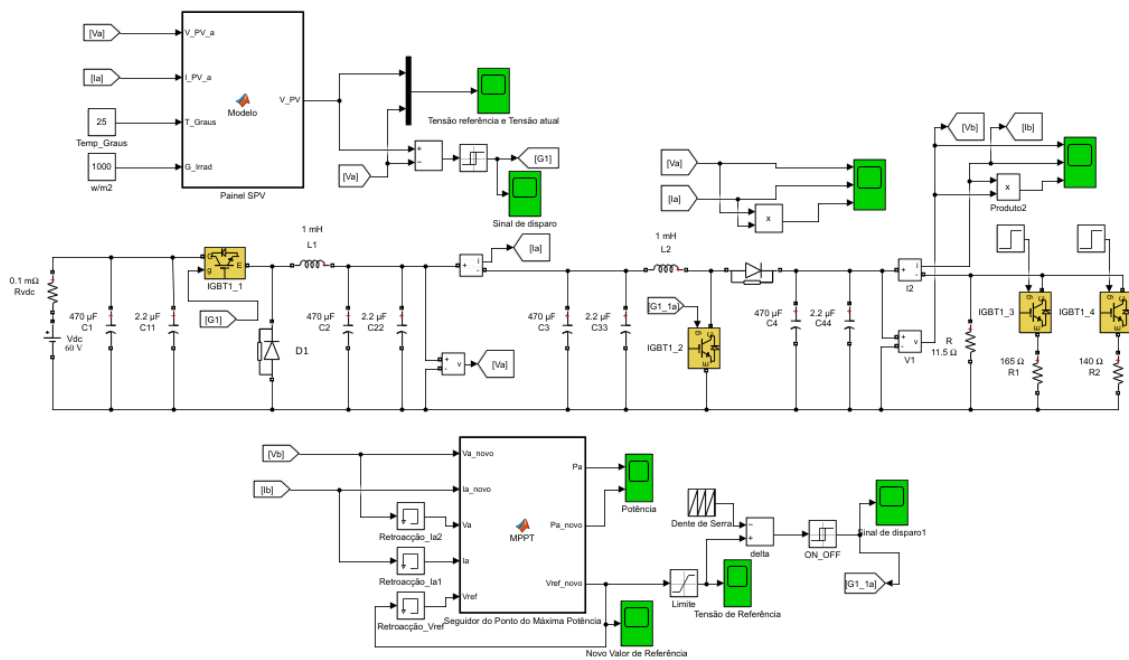 [Va]
V_PV_a
[Ia]
I_PV_a
25
T_Graus
Temp_Graus
1000
G_Irrad
w/m2
Modelo
V_PV
Painel SPV
Tensão referência e Tensão atual
+
−
[Va]
[G1]
Sinal de disparo
[Va]
[Ia]
x
[Vb]
[Ib]
x
Produto2
0.1 mΩ
Rvdc
Vdc
60 V
470 µF
C1
2.2 µF
C11
C
g
E
IGBT1_1
[G1]
D1
1 mH
L1
470 µF
C2
2.2 µF
C22
+
-
i
[Ia]
+
-
v
[Va]
470 µF
C3
2.2 µF
C33
1 mH
L2
[G1_1a]
g
C
E
IGBT1_2
470 µF
C4
2.2 µF
C44
+
-
i
I2
+
-
v
V1
R
11.5 Ω
g
C
E
IGBT1_3
165 Ω
R1
g
C
E
IGBT1_4
140 Ω
R2
[Vb]
Va_novo
[Ib]
Ia_novo
Va
Retroacção_Ia2
Ia
Retroacção_Ia1
Vref
Retroacção_Vref
MPPT
Pa
Pa_novo
Vref_novo
Seguidor do Ponto do Máxima Potência
Potência
Novo Valor de Referência
Limite
Tensão de Referência
Dente de Serra
−
+
delta
ON_OFF
Sinal de disparo1
[G1_1a]